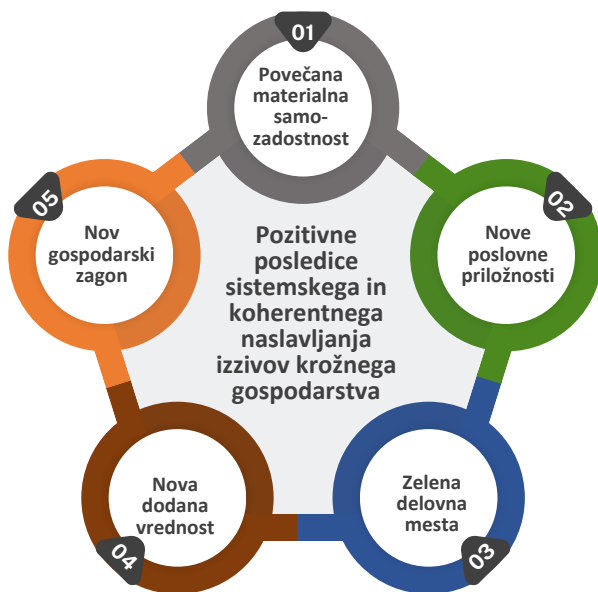 01
Povečana
materialna
samo-
zadostnost
02
Nove
poslovne
priložnosti
03
Zelena
delovna
mesta
04
Nova
dodana
vrednost
05
Nov
gospodarski
zagon
Pozitivne
posledice
sistemskega in
koherentnega
naslavljanja
izzivov krožnega
gospodarstva